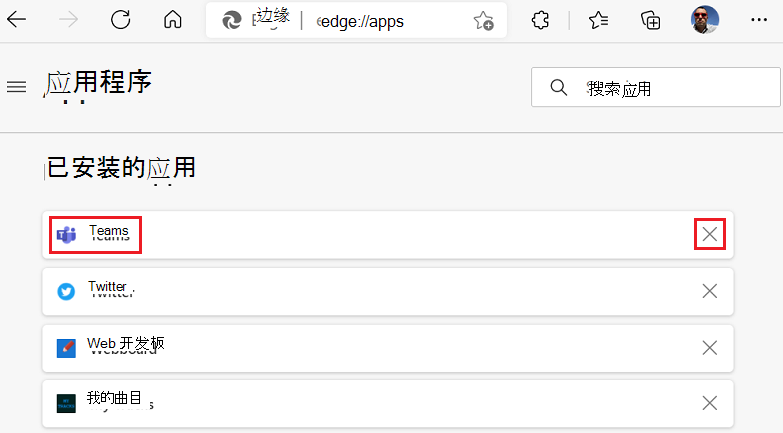 边缘 | edge://apps
应用程序
搜索应用
已安装的应用
Teams
Twitter
Web 开发板
我的曲目